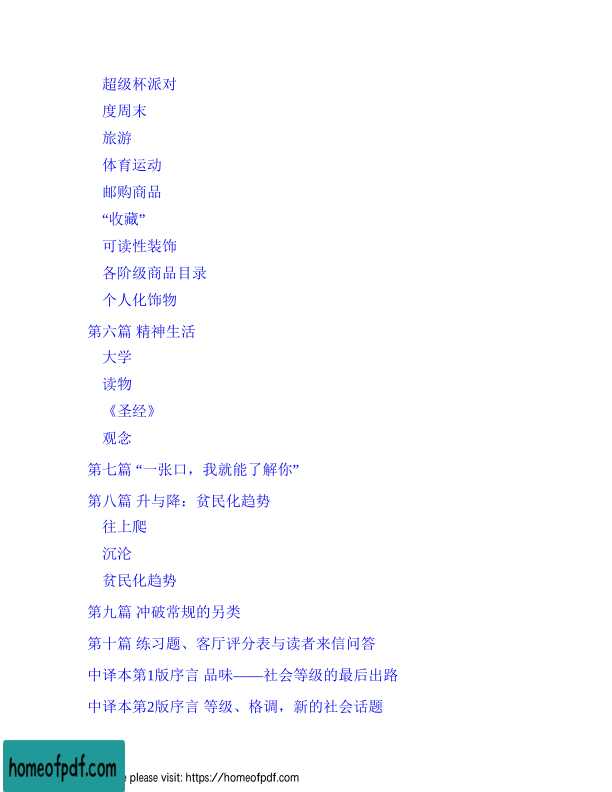 超级杯派对
度周末
旅游
体育运动
邮购商品
“收藏”
可读性装饰
各阶级商品目录
个人化饰物
第六篇 精神生活
大学
读物
《圣经》
观念
第七篇 “一张口，我就能了解你”
第八篇 升与降：贫民化趋势
往上爬
沉沦
贫民化趋势
第九篇 冲破常规的另类
第十篇 练习题、客厅评分表与读者来信问答
中译本第1版序言 品味——社会等级的最后出路
中译本第2版序言 等级、格调，新的社会话题
homeofpdf.com
please visit: https://homeofpdf.com